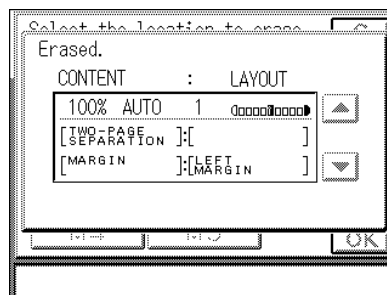 Select the location to erase.
Erased.
CONTENT : LAYOUT
100% AUTO 1
[TWO-PAGE SEPARATION ]:[ ]
[MARGIN ]:[LEFT MARGIN ]
OK